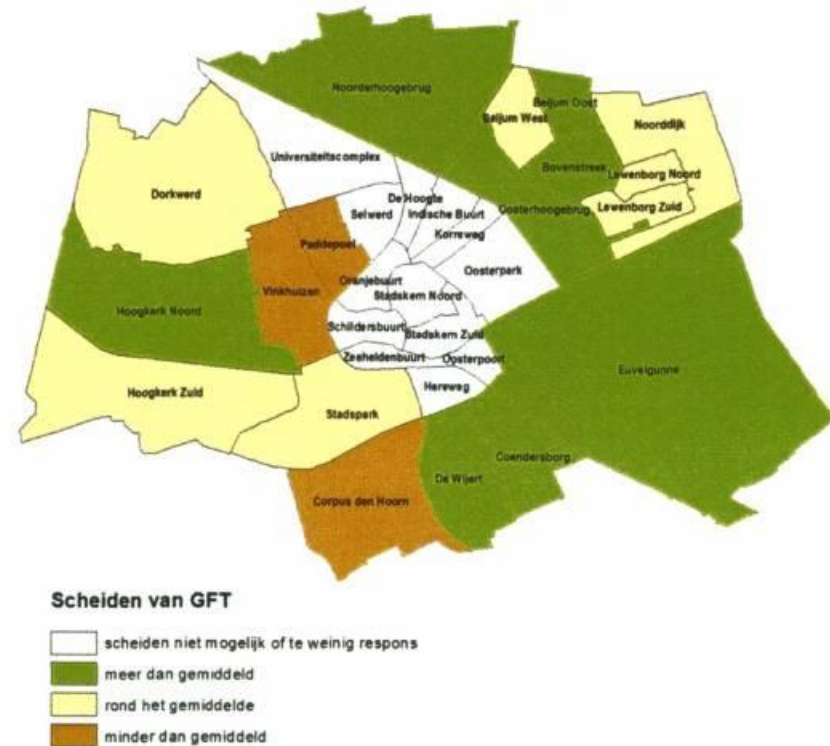 Noorderhoogebrug
Beijum Oost
Beijum West
Noorddijk
Universiteitscomplex
Bovenstreek
Lewenborg Noord
Dorkwerd
De Hoogte
Selwerd
Indische Buurt
Oosterhoogebrug
Lewenborg Zuid
Korreweg
Paddepoel
Oosterpark
Oranjebuurt
Vinkhuizen
Stadskern Noord
Hoogkerk Noord
Schildersbuurt
Stadskern Zuid
Zeeheldenbuurt
Oosterpoort
Euvelgunne
Hoogkerk Zuid
Hereweg
Stadspark
Coendersborg
De Wijert
Corpus den Hoorn
Scheiden van GFT
scheiden niet mogelijk of te weinig respons
meer dan gemiddeld
rond het gemiddelde
minder dan gemiddeld